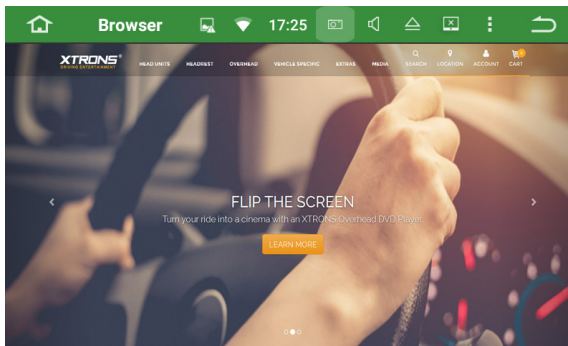 Browser 17:25
XTRONS®
DRIVING ENTERTAINMENT
HEAD UNITS HEADREST OVERHEAD VEHICLE SPECIFIC EXTRAS MEDIA SEARCH LOCATION ACCOUNT CART
FLIP THE SCREEN
Turn your ride into a cinema with an XTRONS Overhead DVD Player.
LEARN MORE